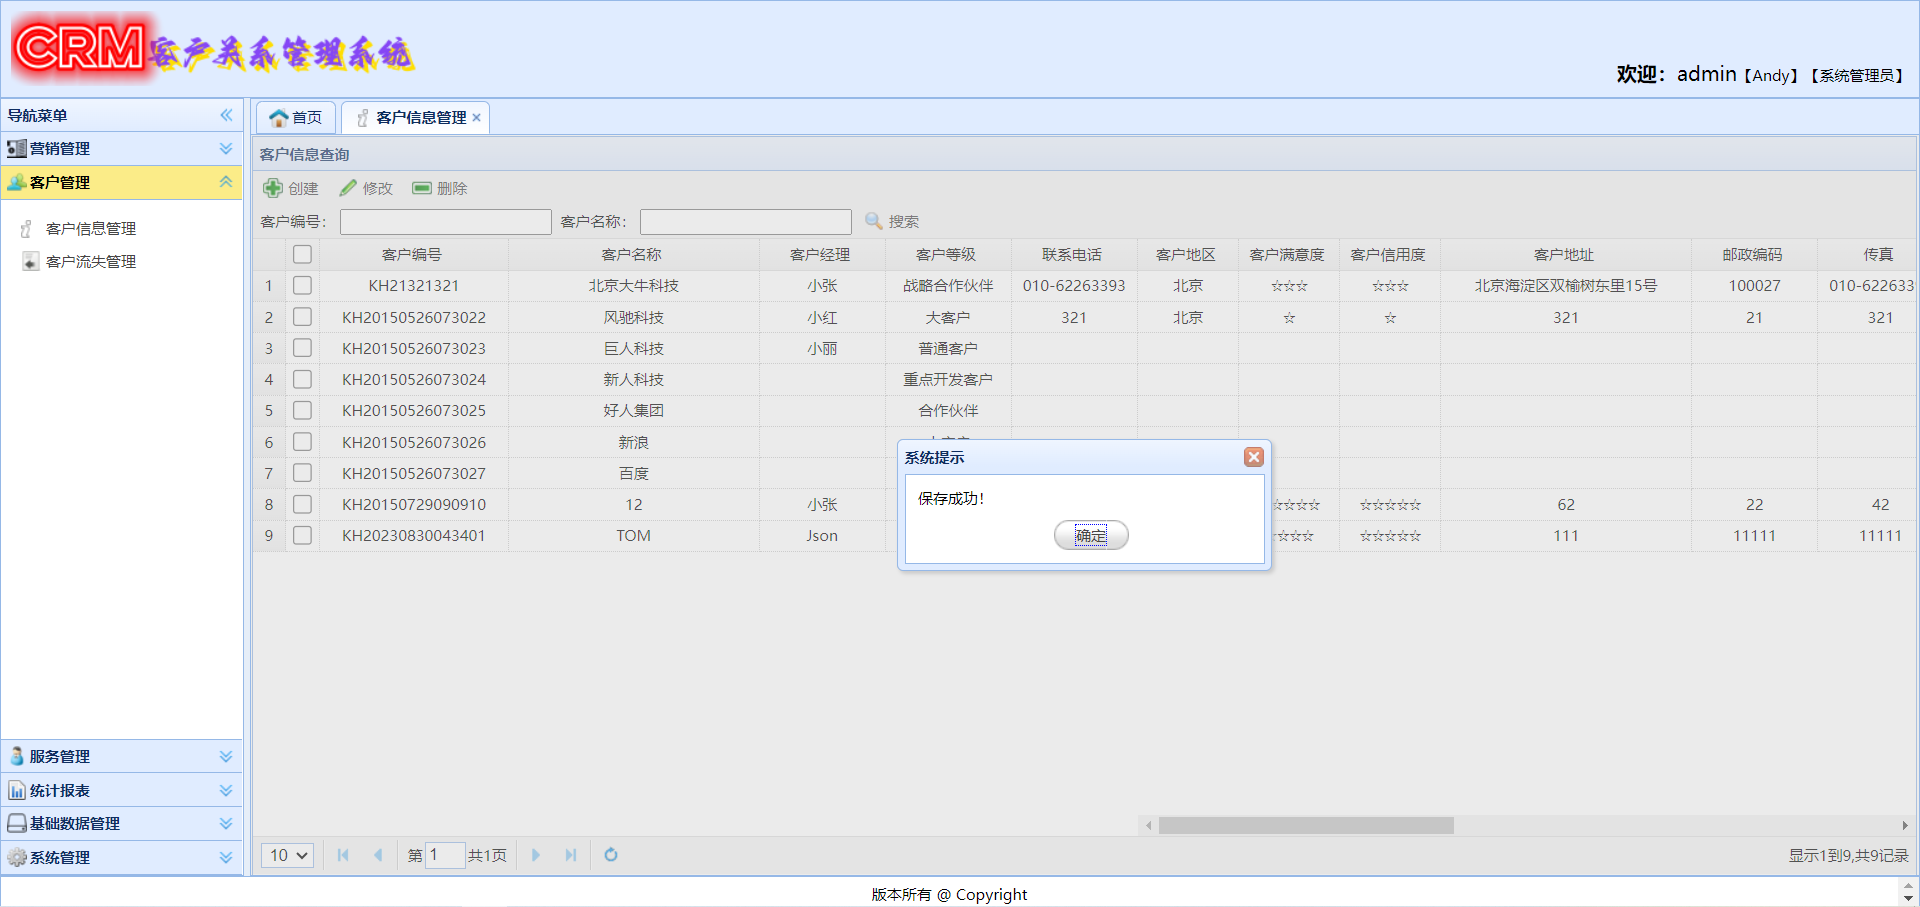 CRM客户关系管理系统
欢迎：admin【Andy】【系统管理员】
导航菜单
营销管理
客户管理
客户信息管理
客户流失管理
服务管理
统计报表
基础数据管理
系统管理
首页 客户信息管理
客户信息查询
创建 修改 删除
客户编号： 客户名称： 搜索
客户编号 客户名称 客户经理 客户等级 联系电话 客户地区 客户满意度 客户信用度 客户地址 邮政编码 传真
1 KH21321321 北京大牛科技 小张 战略合作伙伴 010-62263393 北京 ☆☆☆ ☆☆☆ 北京海淀区双榆树东里15号 100027 010-622633
2 KH20150526073022 风驰科技 小红 大客户 321 北京 ☆ ☆ 321 21 321
3 KH20150526073023 巨人科技 小丽 普通客户
4 KH20150526073024 新人科技 重点开发客户
5 KH20150526073025 好人集团 合作伙伴
6 KH20150526073026 新浪
7 KH20150526073027 百度
8 KH20150729090910 12 小张 ☆☆☆☆ ☆☆☆☆☆ 62 22 42
9 KH20230830043401 TOM Json ☆☆☆ ☆☆☆☆☆ 111 11111 11111
系统提示
保存成功！
确定
10 第 1 共1页 显示1到9,共9记录
版本所有 @ Copyright